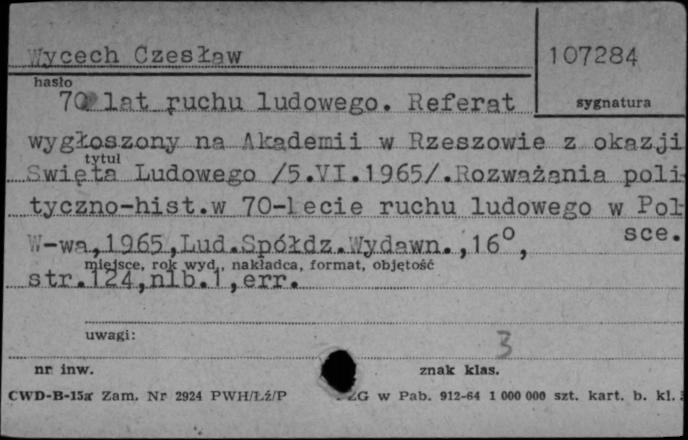 Wycech Czesław
107284
hasło
70 lat ruchu ludowego. Referat
sygnatura
wygłoszony na Akademii w Rzeszowie z okazji
tytuł
Święta Ludowego /5.VI.1965/.Rozważania poli-
tyczno-hist.w 70-lecie ruchu ludowego w Pol
sce.
W-wa,1965,Lud.Spółdz.Wydawn.,16°,
miejsce, rok wyd., nakładca, format, objętość
str.124,nlb.1,err.
uwagi:
3
nr inw.
znak klas.
CWD-B-15a Zam. Nr 2924 PWH/Łź/P
w Pab. 912-64 1 000 000 szt. kart. b. kl.